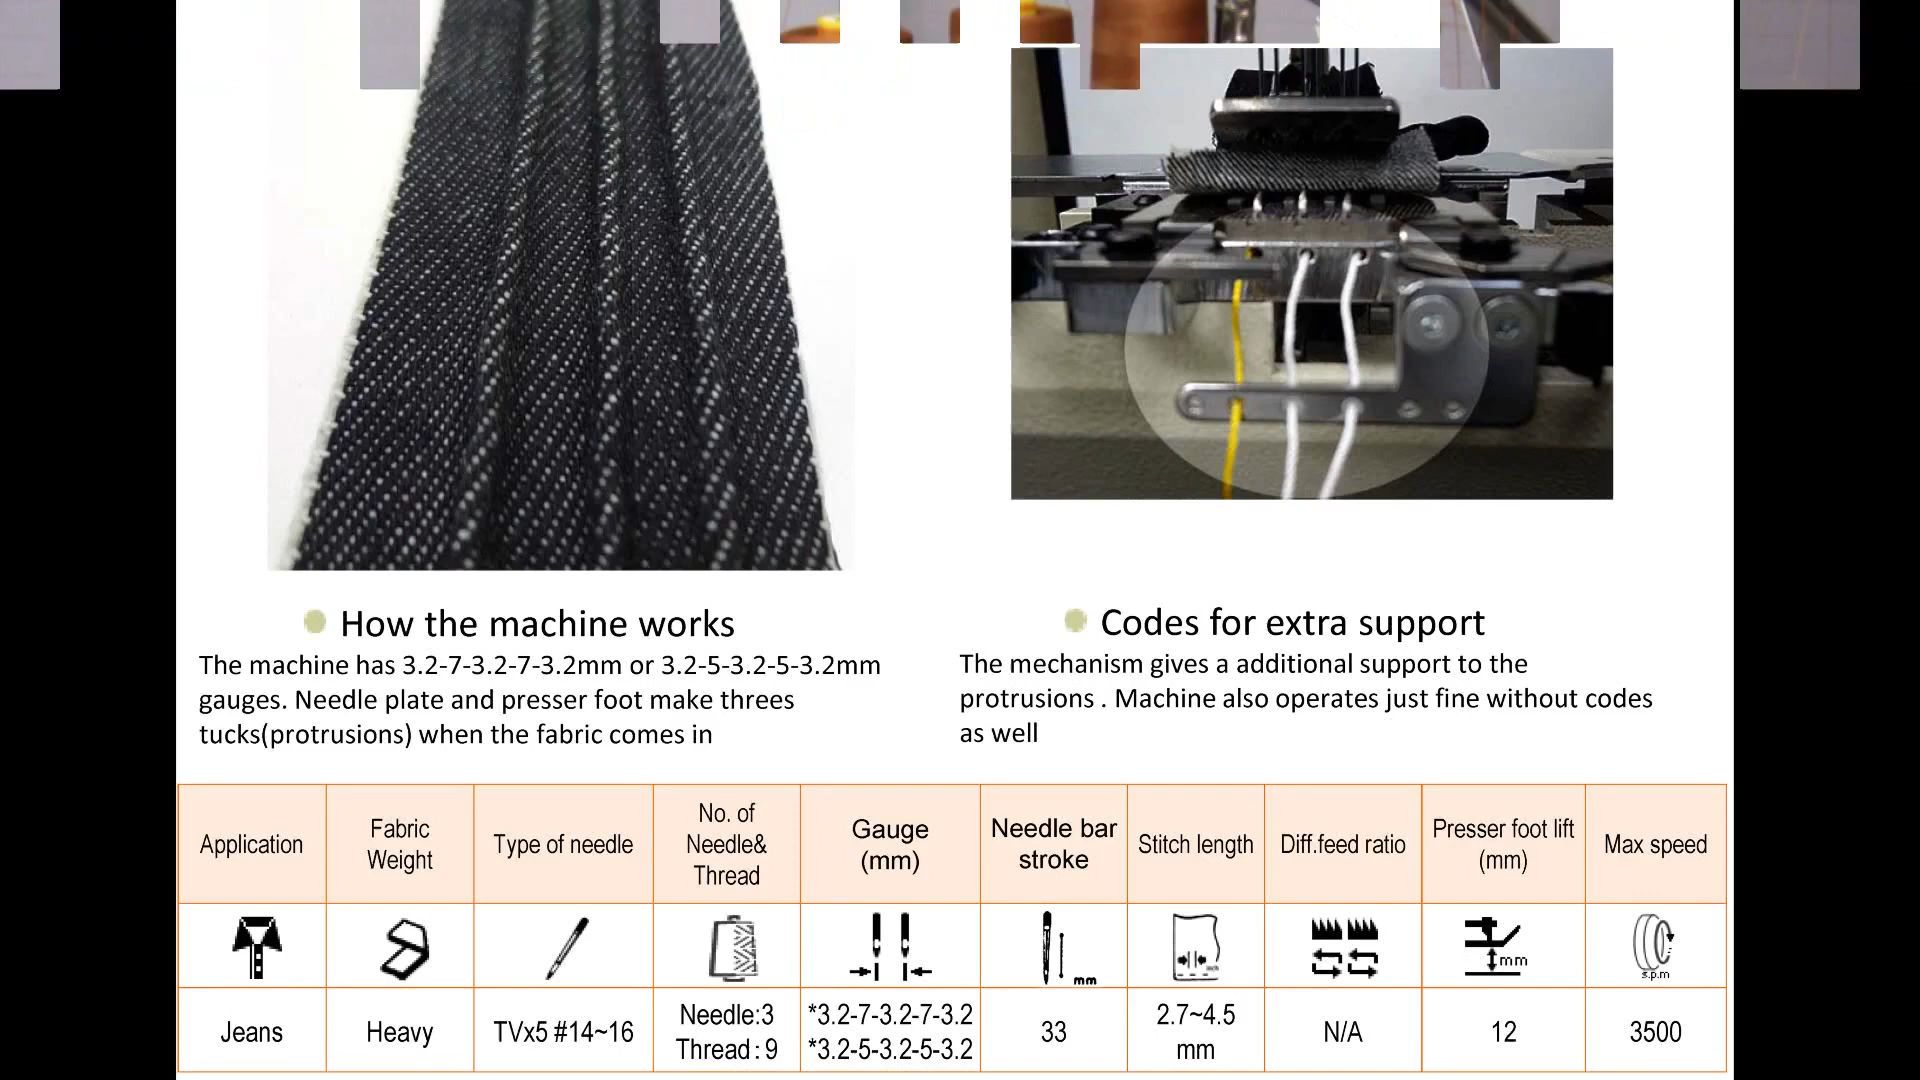 How the machine works
The machine has 3.2-7-3.2-7-3.2mm or 3.2-5-3.2-5-3.2mm
gauges. Needle plate and presser foot make threes
tucks(protrusions) when the fabric comes in
Codes for extra support
The mechanism gives a additional support to the
protrusions . Machine also operates just fine without codes
as well
Application
Fabric
Weight
Type of needle
No. of
Needle&
Thread
Gauge
(mm)
Needle bar
stroke
Stitch length
Diff.feed ratio
Presser foot lift
(mm)
Max speed
mm
inch
mm
s.p.m
Jeans
Heavy
TVx5 #14~16
Needle:3
Thread : 9
*3.2-7-3.2-7-3.2
*3.2-5-3.2-5-3.2
33
2.7~4.5
mm
N/A
12
3500